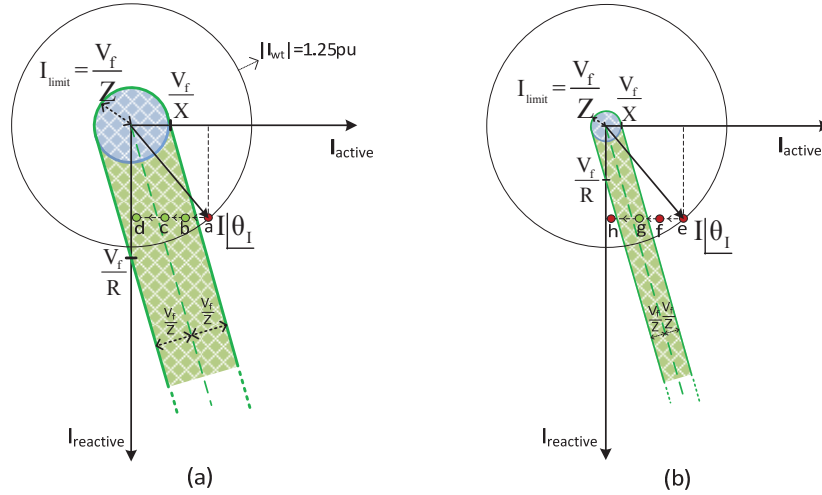 |I_wt|=1.25pu
I_limit = V_f / Z
V_f / X
I_active
d c b a I|θ_I
V_f / R
V_f / Z V_f / Z
I_reactive
(a)
I_limit = V_f / Z
V_f / X
I_active
V_f / R
h g f e I|θ_I
V_f / Z V_f / Z
I_reactive
(b)